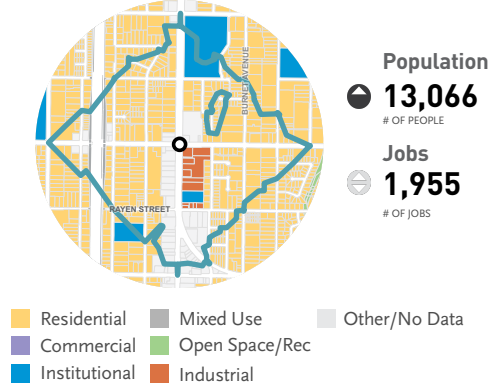 BURNET AVENUE
RAYEN STREET
Population
13,066
# OF PEOPLE
Jobs
1,955
# OF JOBS
Residential
Mixed Use
Other/No Data
Commercial
Open Space/Rec
Institutional
Industrial